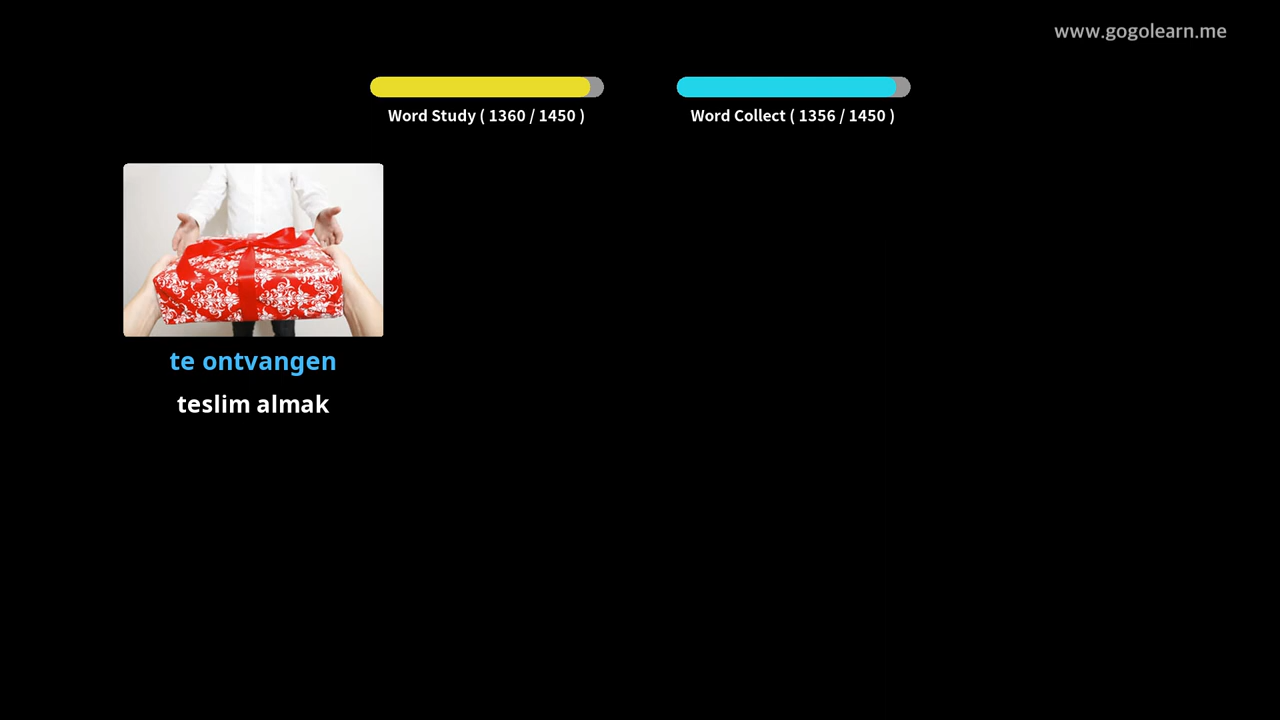 www.gogolearn.me
Word Study ( 1360 / 1450 )
Word Collect ( 1356 / 1450 )
te ontvangen
teslim almak